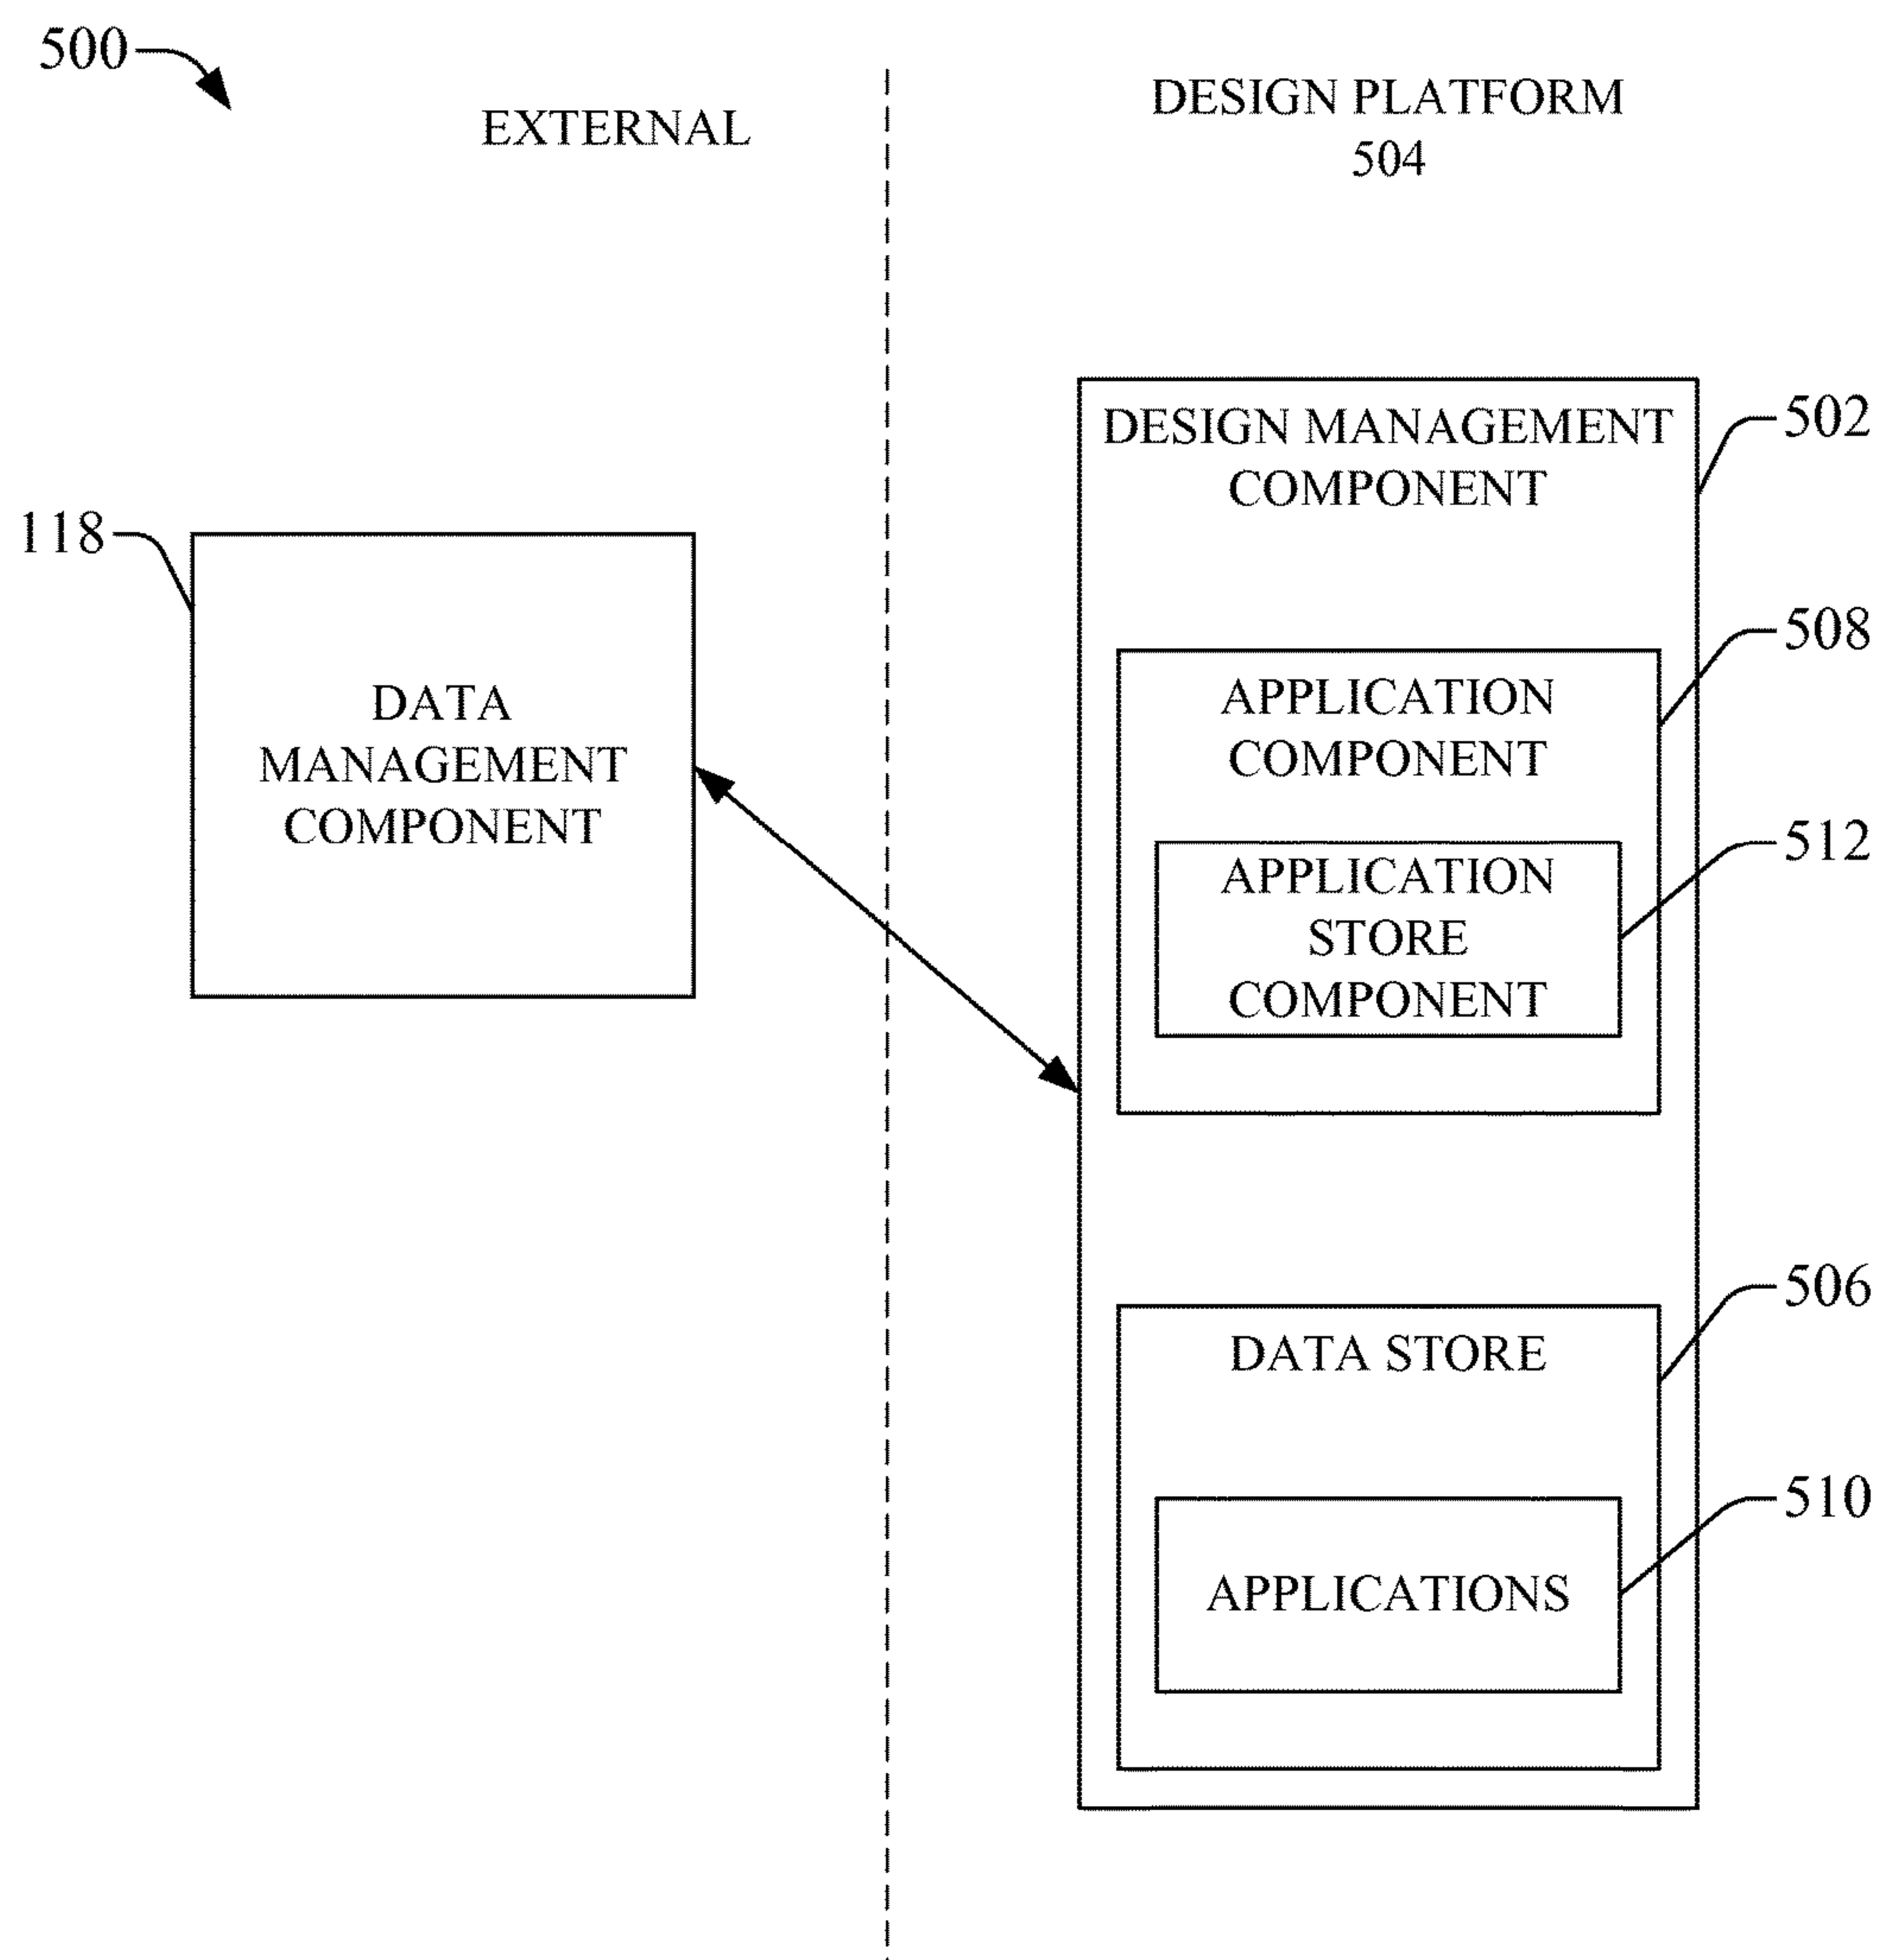 500
EXTERNAL
DESIGN PLATFORM
504
DESIGN MANAGEMENT
COMPONENT
502
118
DATA
MANAGEMENT
COMPONENT
508
APPLICATION
COMPONENT
512
APPLICATION
STORE
COMPONENT
506
DATA STORE
510
APPLICATIONS